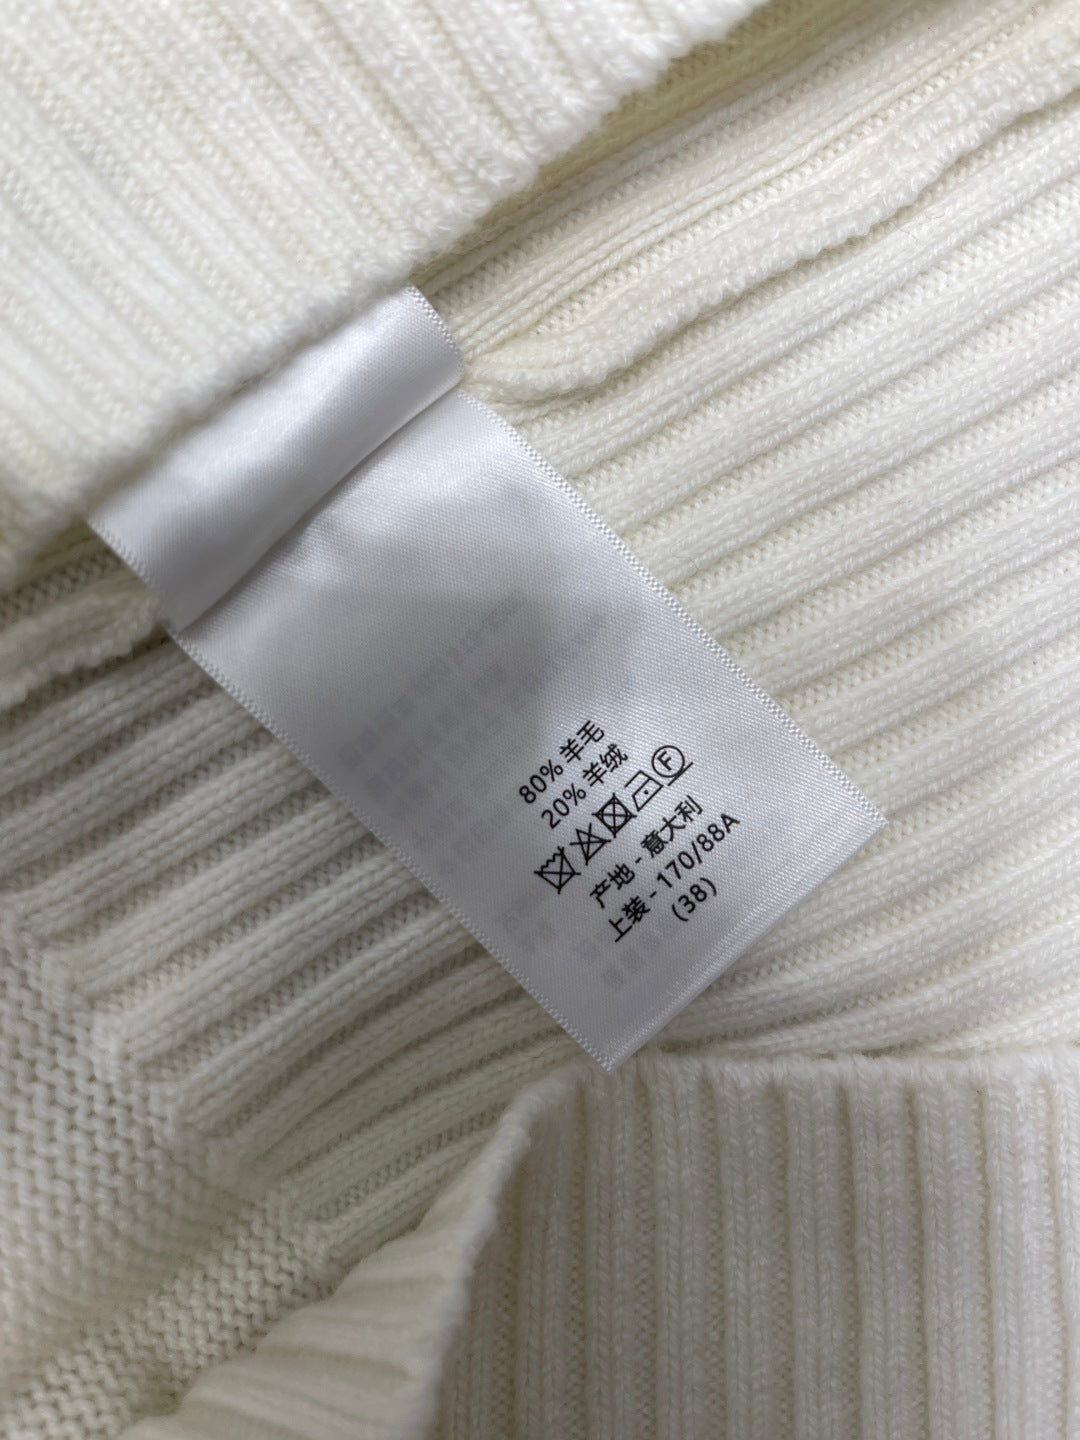 80% 羊毛
20% 羊绒
F
产地 - 意大利
上装 - 170/88A
(38)